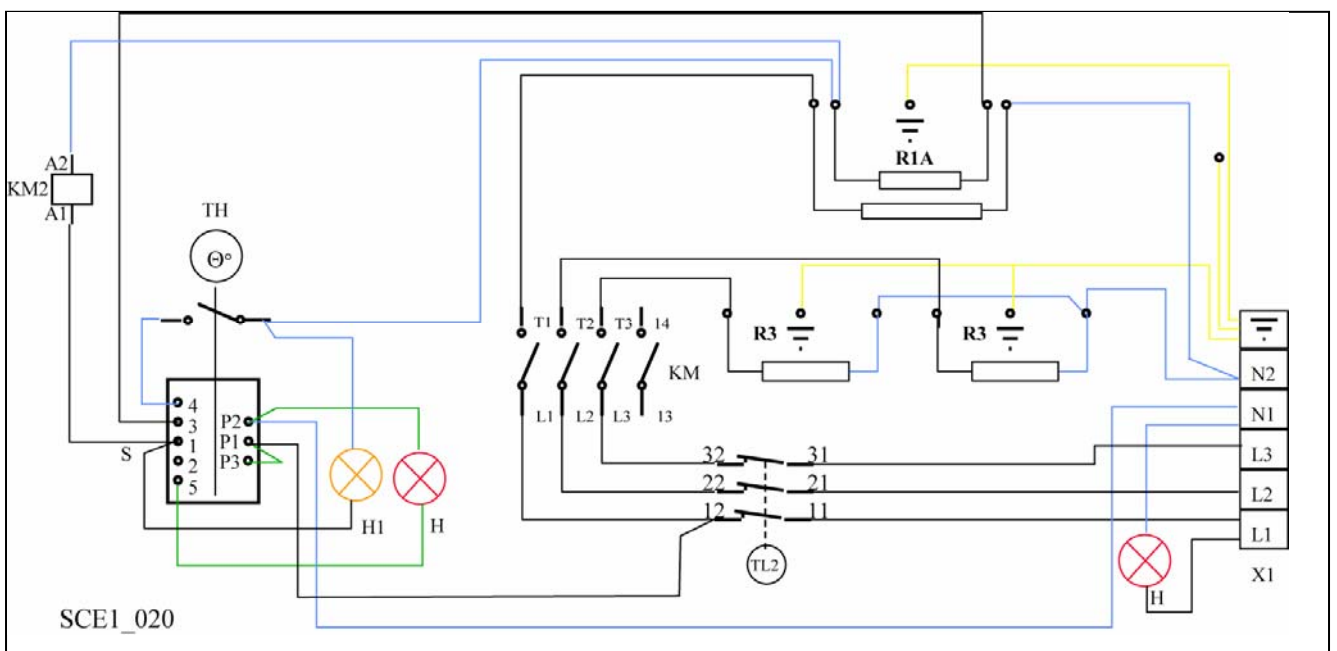 R1A
A2
KM2
A1
TH
Θ°
T1 T2 T3 14
R3 R3
KM
L1 L2 L3 13
N2
N1
L3
L2
L1
X1
4
3
1
2
5
P2
P1
P3
S
H1
H
32 31
22 21
12 11
TL2
H
SCE1_020